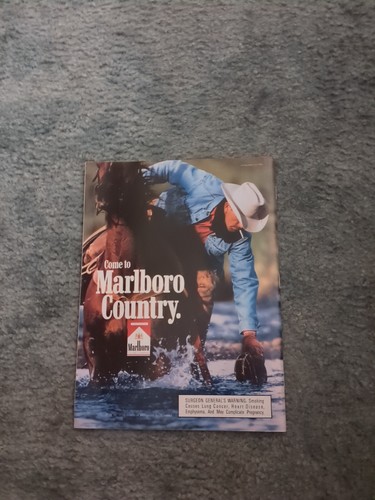 Come to
Marlboro
Country.
Marlboro
SURGEON GENERAL'S WARNING: Smoking
Causes Lung Cancer, Heart Disease,
Emphysema, And May Complicate Pregnancy.